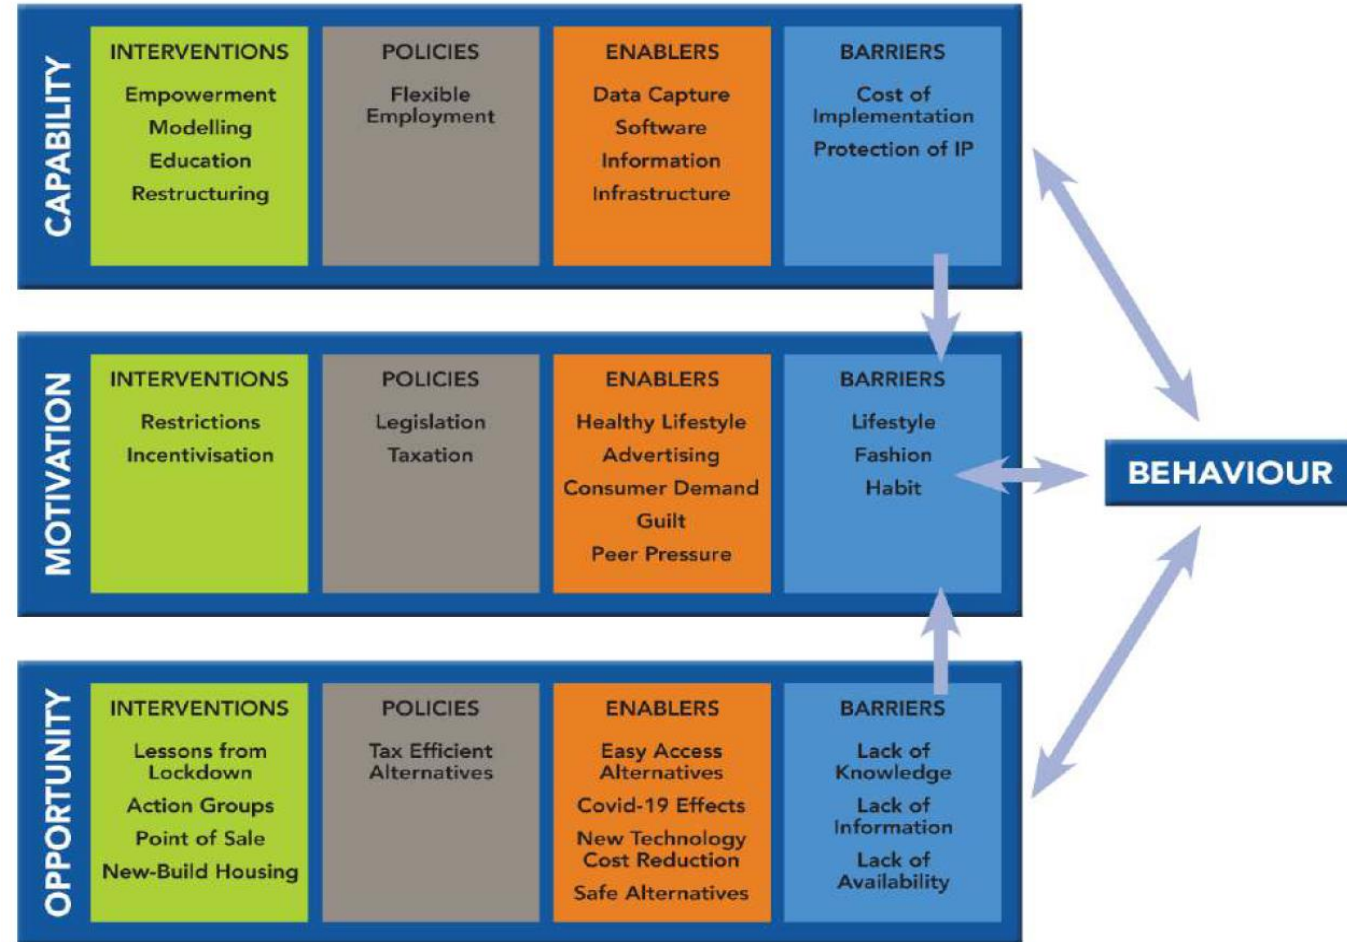 CAPABILITY
INTERVENTIONS
Empowerment
Modelling
Education
Restructuring
POLICIES
Flexible
Employment
ENABLERS
Data Capture
Software
Information
Infrastructure
BARRIERS
Cost of
Implementation
Protection of IP
MOTIVATION
INTERVENTIONS
Restrictions
Incentivisation
POLICIES
Legislation
Taxation
ENABLERS
Healthy Lifestyle
Advertising
Consumer Demand
Guilt
Peer Pressure
BARRIERS
Lifestyle
Fashion
Habit
BEHAVIOUR
OPPORTUNITY
INTERVENTIONS
Lessons from
Lockdown
Action Groups
Point of Sale
New-Build Housing
POLICIES
Tax Efficient
Alternatives
ENABLERS
Easy Access
Alternatives
Covid-19 Effects
New Technology
Cost Reduction
Safe Alternatives
BARRIERS
Lack of
Knowledge
Lack of
Information
Lack of
Availability